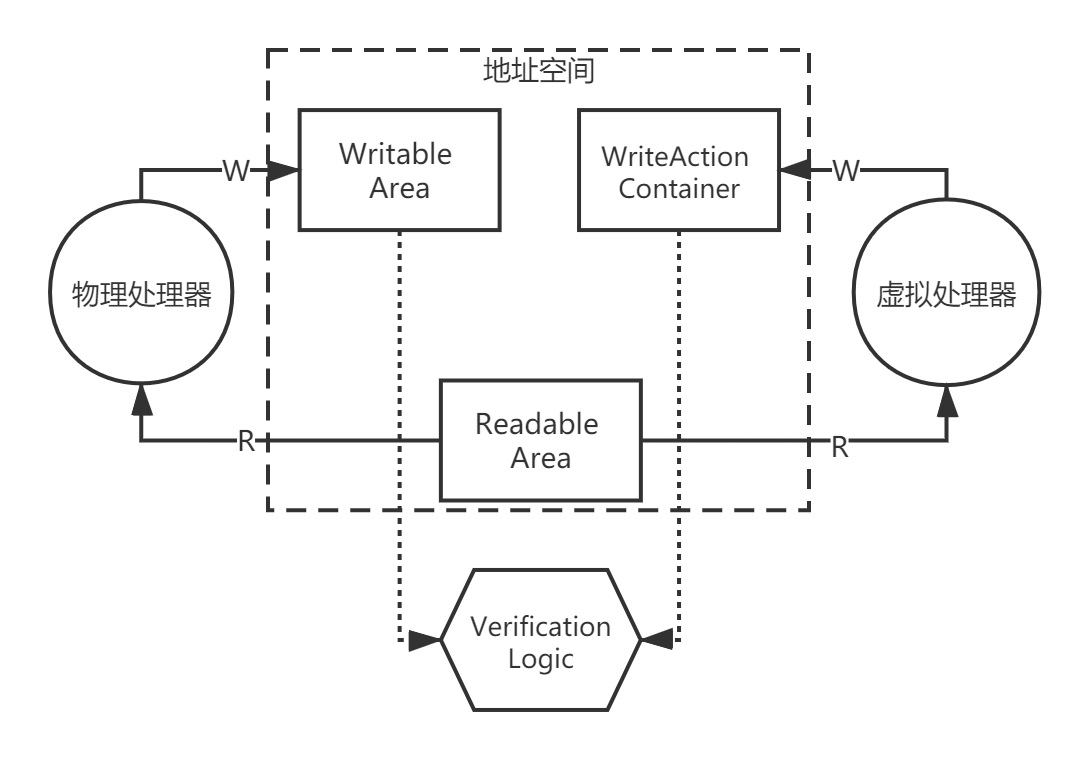 地址空间
Writable
Area
WriteAction
Container
W
W
物理处理器
虚拟处理器
Readable
Area
R
R
Verification
Logic